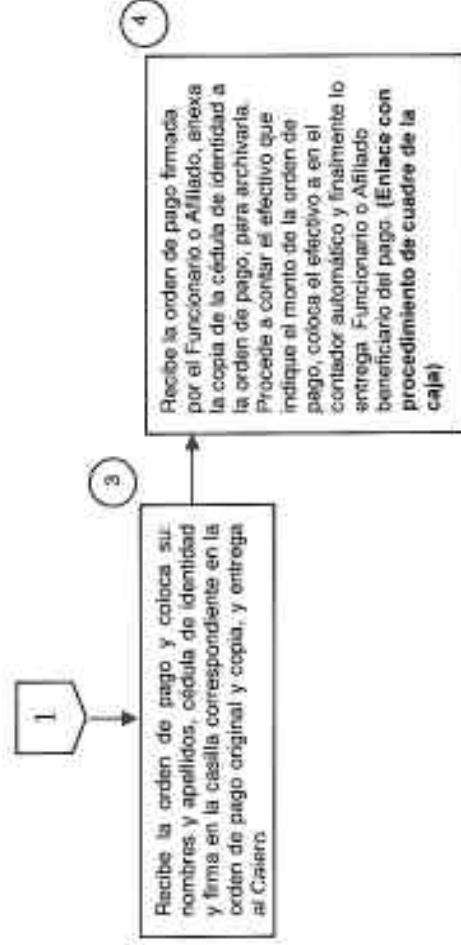 1
3
Recibe la orden de pago y coloca su:
nombres y apellidos, cédula de identidad
y firma en la casilla correspondiente en la
orden de pago original y copia, y entrega
al Cajero
4
Recibe la orden de pago firmada
por el Funcionario o Afiliado, anexa
la copia de la cédula de identidad a
la orden de pago, para archivarla.
Procede a contar el efectivo que
indique el monto de la orden de
pago, coloca el efectivo a en el
contador automático y finalmente lo
entrega Funcionario o Afiliado
beneficiario del pago. (Enlace con
procedimiento de cuadre de la
caja)